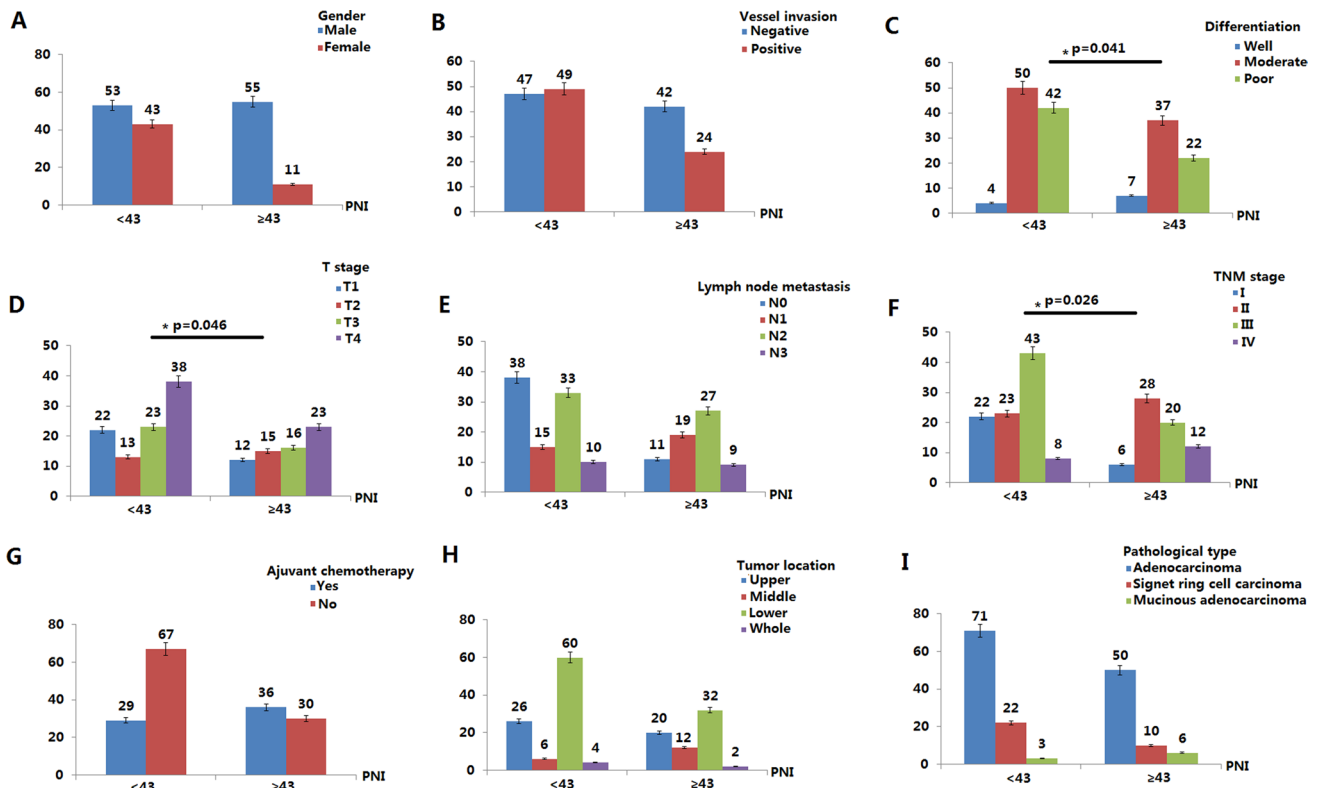 A
Gender
Male
Female
80
60
40
20
0
53
43
55
11
<43
≥43
PNI
B
Vessel invasion
Negative
Positive
60
50
40
30
20
10
0
47
49
42
24
<43
≥43
PNI
C
Differentiation
Well
Moderate
Poor
* p=0.041
60
50
40
30
20
10
0
4
50
42
7
37
22
<43
≥43
PNI
D
T stage
T1
T2
T3
T4
* p=0.046
50
40
30
20
10
0
22
13
23
38
12
15
16
23
<43
≥43
PNI
E
Lymph node metastasis
N0
N1
N2
N3
50
40
30
20
10
0
38
15
33
10
11
19
27
9
<43
≥43
PNI
F
TNM stage
I
II
III
IV
* p=0.026
50
40
30
20
10
0
22
23
43
8
6
28
20
12
<43
≥43
PNI
G
Ajuvant chemotherapy
Yes
No
80
60
40
20
0
29
67
36
30
<43
≥43
PNI
H
Tumor location
Upper
Middle
Lower
Whole
80
60
40
20
0
26
6
60
4
20
12
32
2
<43
≥43
PNI
I
Pathological type
Adenocarcinoma
Signet ring cell carcinoma
Mucinous adenocarcinoma
80
60
40
20
0
71
22
3
50
10
6
<43
≥43
PNI